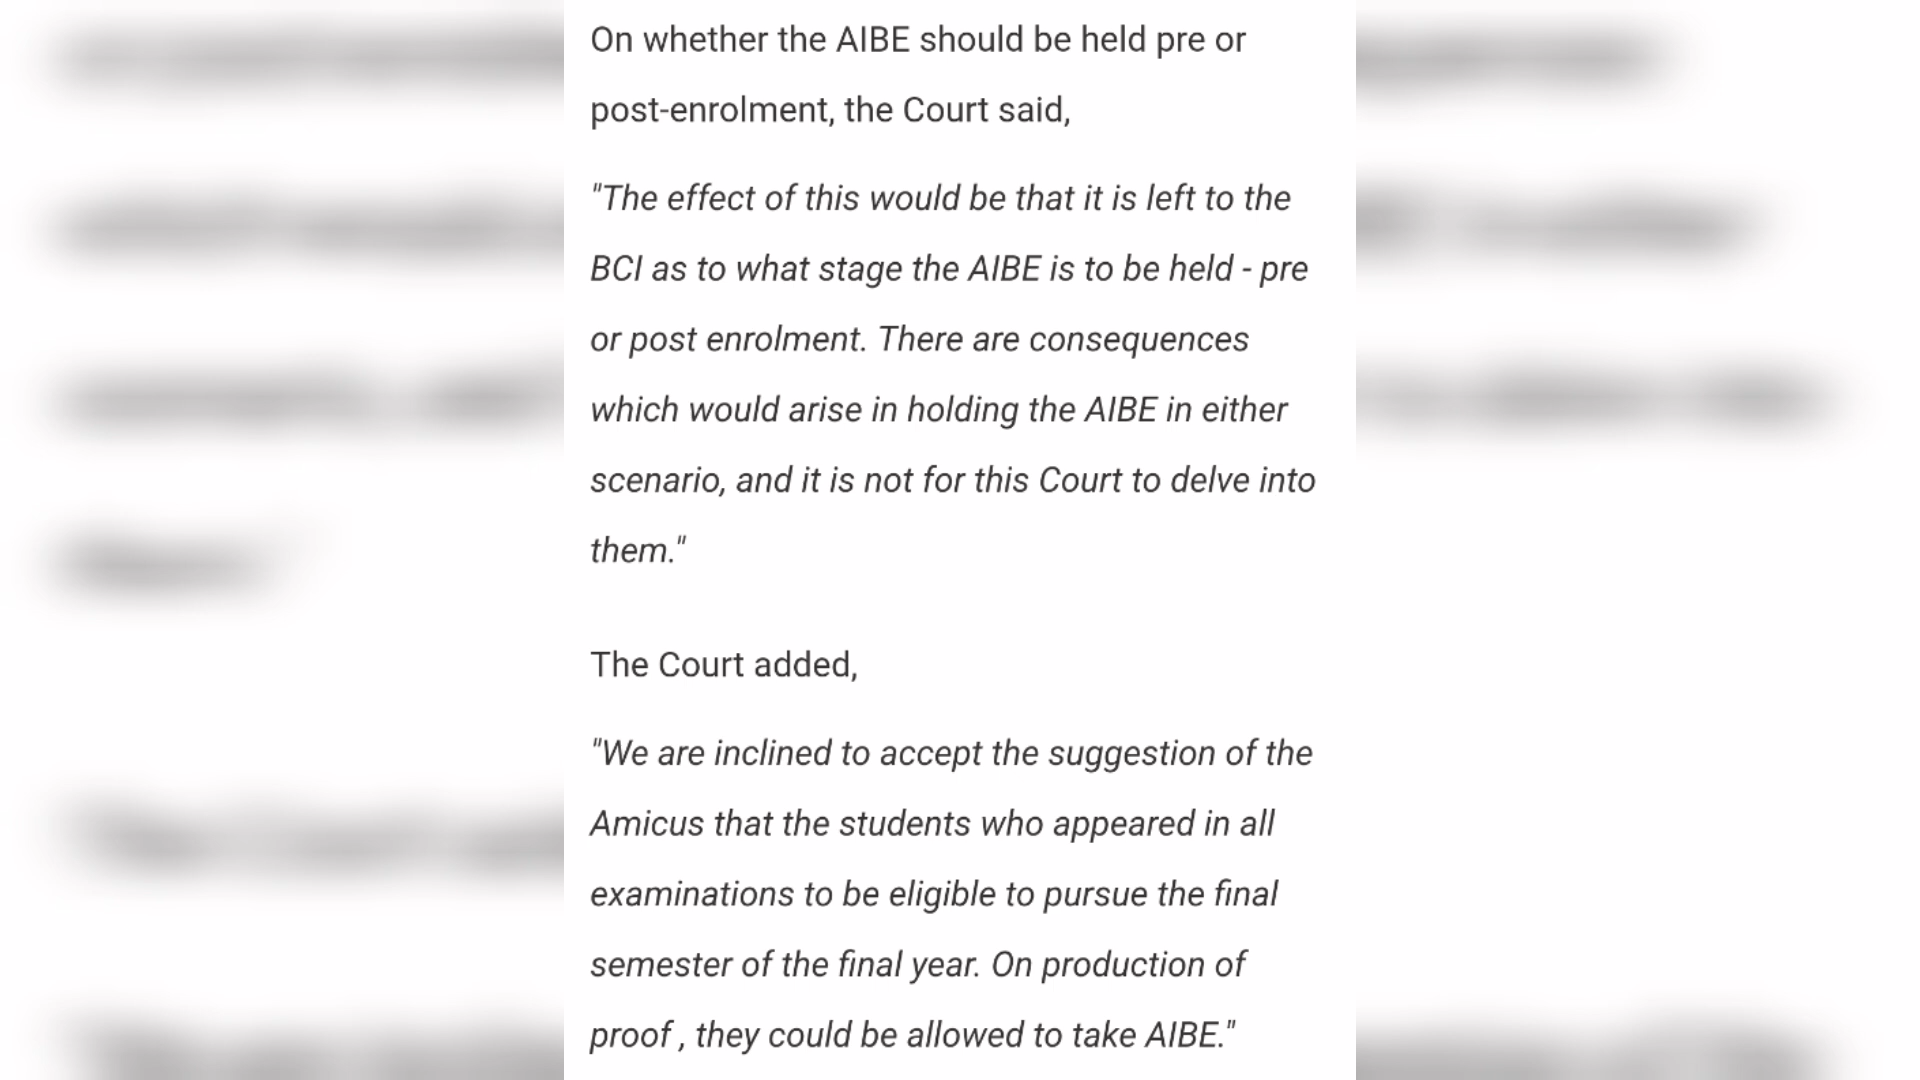 On whether the AIBE should be held pre or
post-enrolment, the Court said,
"The effect of this would be that it is left to the
BCI as to what stage the AIBE is to be held - pre
or post enrolment. There are consequences
which would arise in holding the AIBE in either
scenario, and it is not for this Court to delve into
them."
The Court added,
"We are inclined to accept the suggestion of the
Amicus that the students who appeared in all
examinations to be eligible to pursue the final
semester of the final year. On production of
proof , they could be allowed to take AIBE."